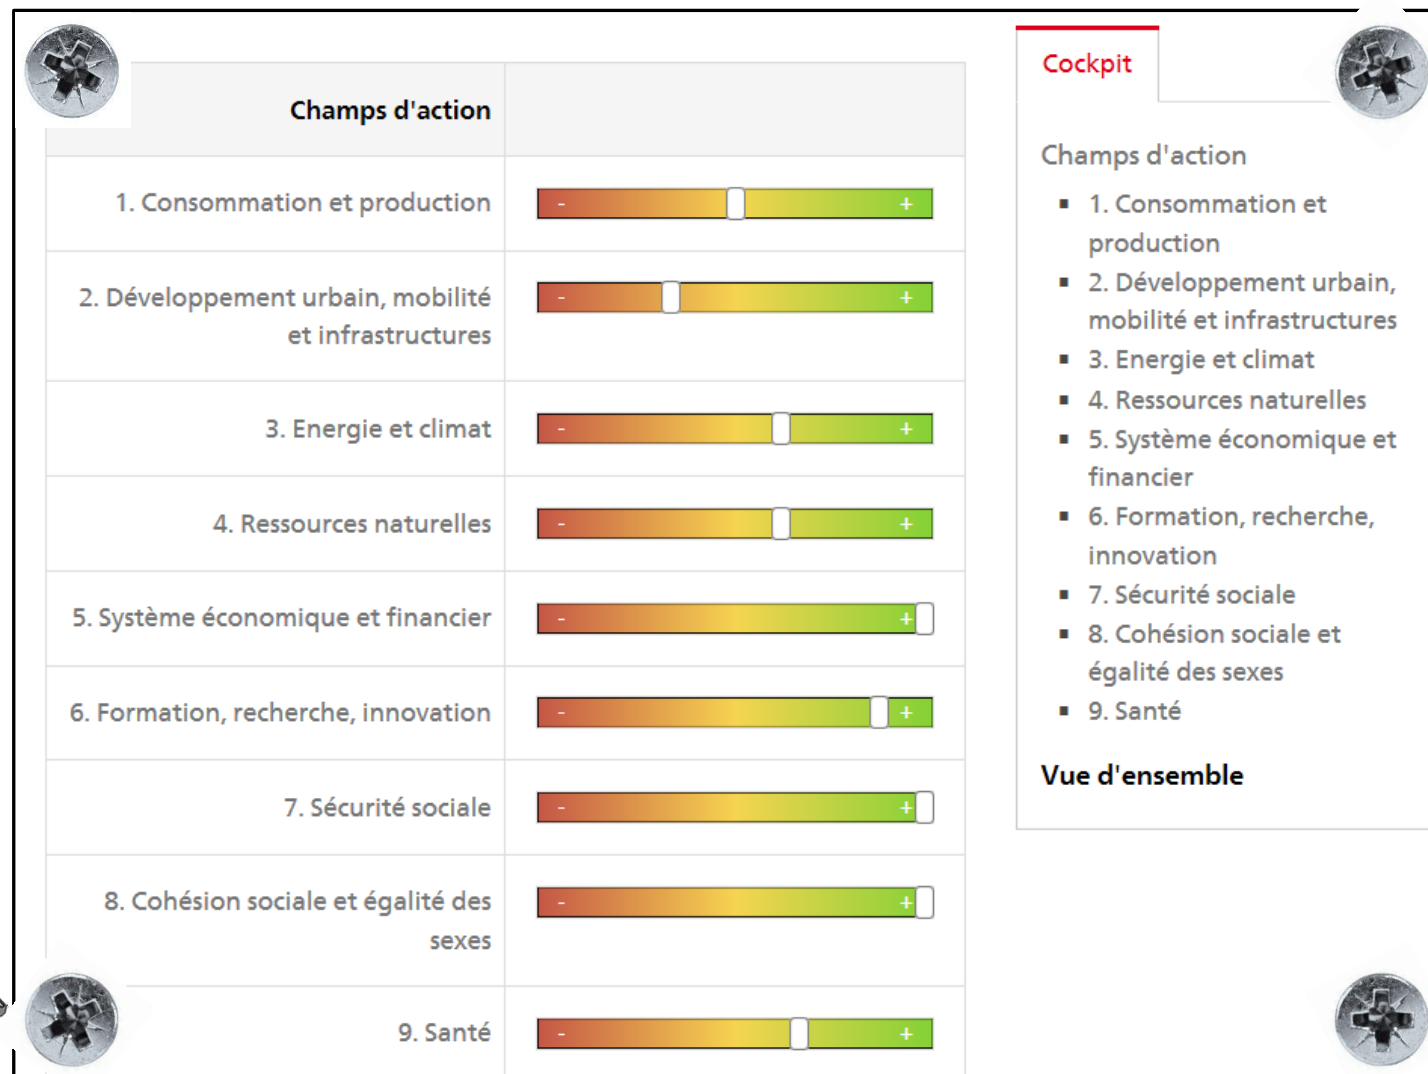 Champs d'action
1. Consommation et production
- +
2. Développement urbain, mobilité
et infrastructures
- +
3. Energie et climat
- +
4. Ressources naturelles
- +
5. Système économique et financier
- +
6. Formation, recherche, innovation
- +
7. Sécurité sociale
- +
8. Cohésion sociale et égalité des
sexes
- +
9. Santé
- +
Cockpit
Champs d'action
▪ 1. Consommation et
production
▪ 2. Développement urbain,
mobilité et infrastructures
▪ 3. Energie et climat
▪ 4. Ressources naturelles
▪ 5. Système économique et
financier
▪ 6. Formation, recherche,
innovation
▪ 7. Sécurité sociale
▪ 8. Cohésion sociale et
égalité des sexes
▪ 9. Santé
Vue d'ensemble